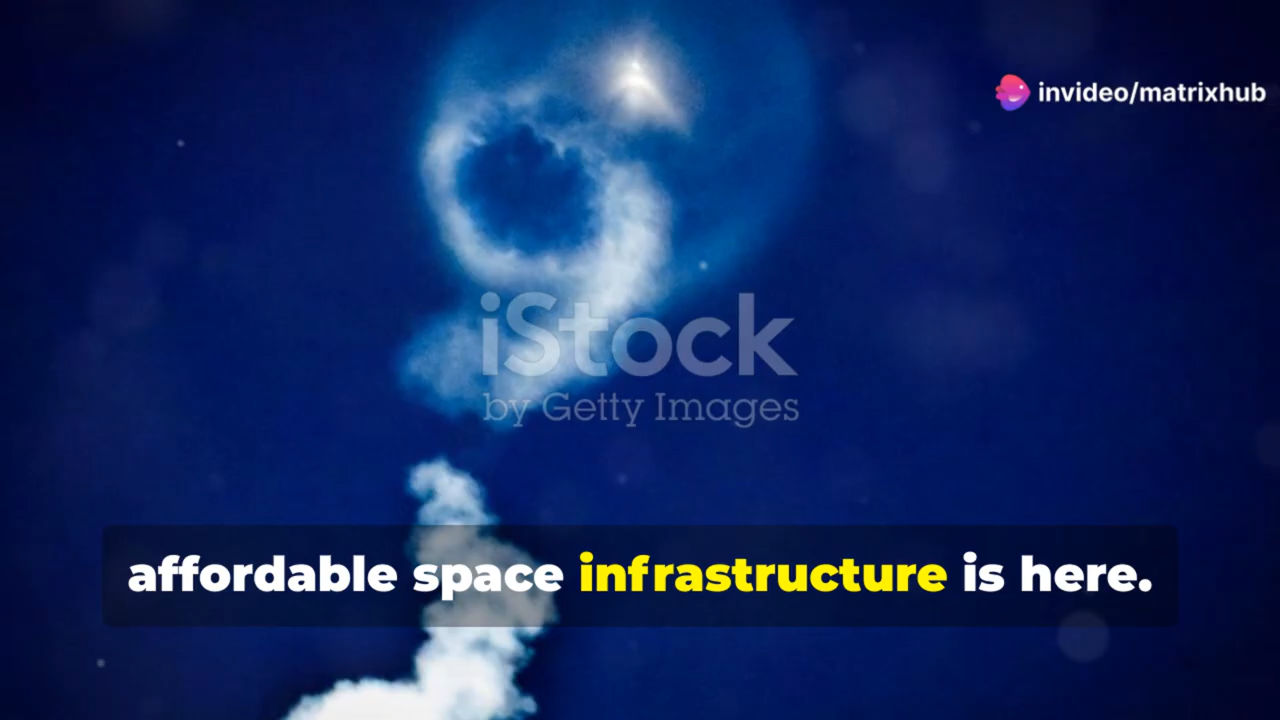 invideo/matrixhub
iStock
by Getty Images
affordable space infrastructure is here.